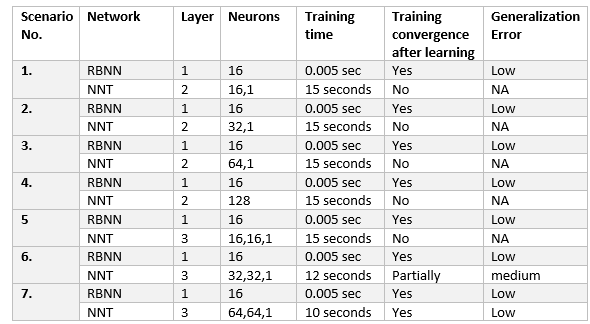 Scenario No. Network Layer Neurons Training time Training convergence after learning Generalization Error
1. RBNN 1 16 0.005 sec Yes Low
NNT 2 16,1 15 seconds No NA
2. RBNN 1 16 0.005 sec Yes Low
NNT 2 32,1 15 seconds No NA
3. RBNN 1 16 0.005 sec Yes Low
NNT 2 64,1 15 seconds No NA
4. RBNN 1 16 0.005 sec Yes Low
NNT 2 128 15 seconds No NA
5 RBNN 1 16 0.005 sec Yes Low
NNT 3 16,16,1 15 seconds No NA
6. RBNN 1 16 0.005 sec Yes Low
NNT 3 32,32,1 12 seconds Partially medium
7. RBNN 1 16 0.005 sec Yes Low
NNT 3 64,64,1 10 seconds Yes Low